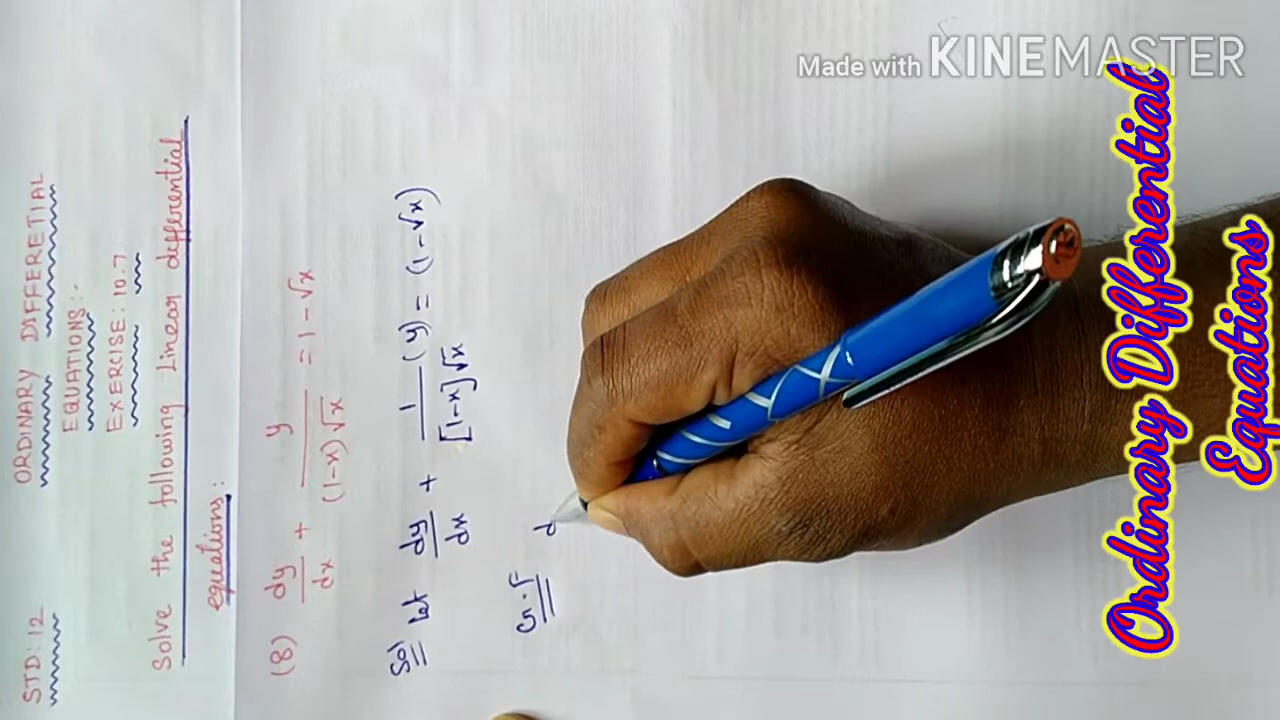 STD: 12 ORDINARY DIFFERETIAL
EQUATIONS:-
EXERCISE: 10.7
Solve the following Linear differential
equations:
(8) dy/dx + y/((1-x)√x) = 1-√x
Sol Let dy/dx + 1/([1-x]√x) (y) = (1-√x)
G.F d
Made with KINEMASTER
Ordinary Differential
Equations